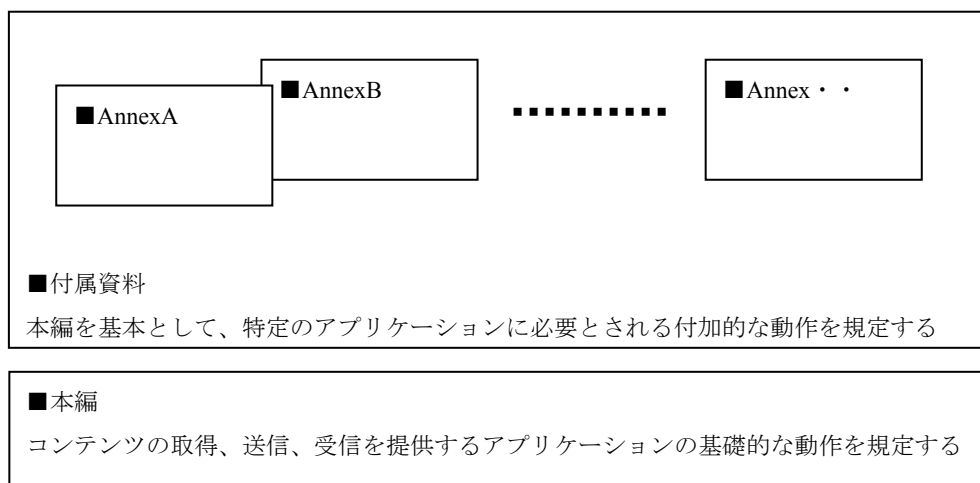 ■AnnexA
■AnnexB
■Annex・・
■付属資料
本編を基本として、特定のアプリケーションに必要とされる付加的な動作を規定する
■本編
コンテンツの取得、送信、受信を提供するアプリケーションの基礎的な動作を規定する